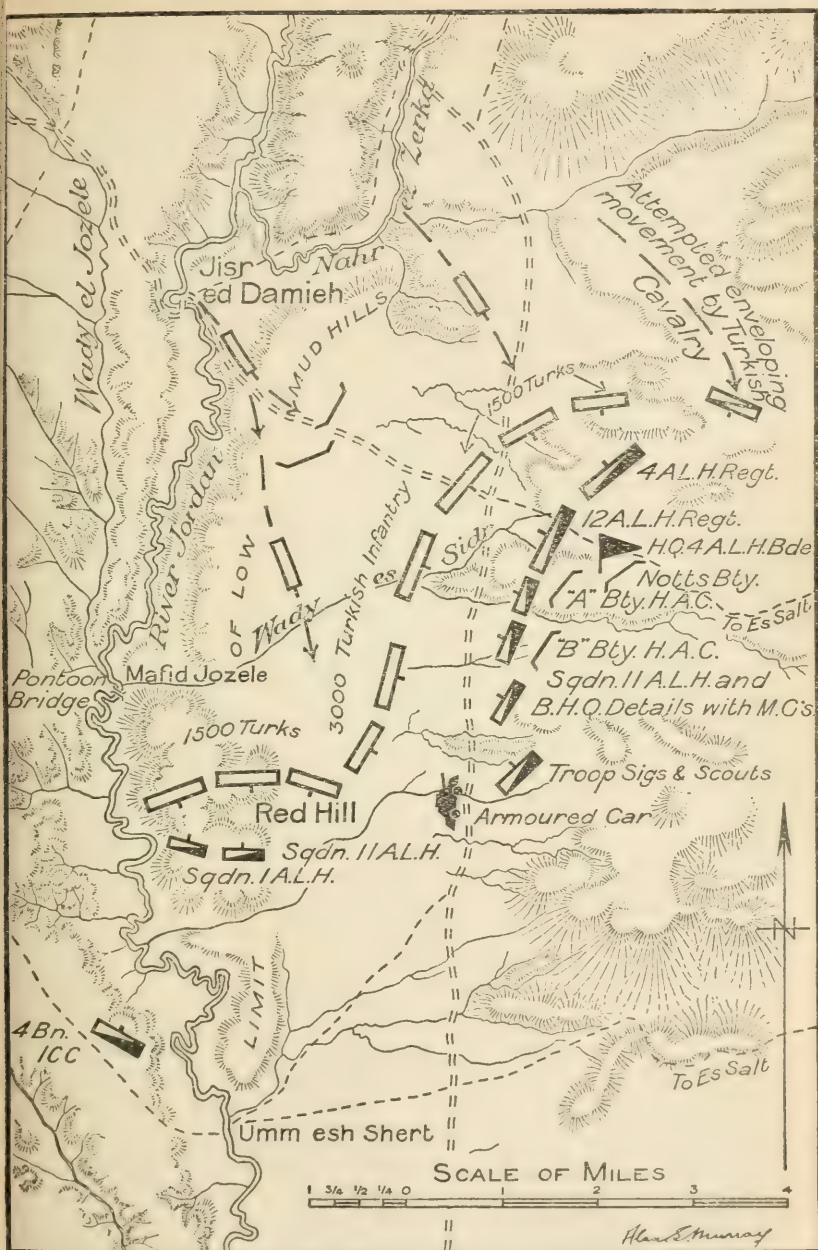 Wady el Jozele
River Jordan
Jisr
ed Damieh
Nahr
ez Zerka
LIMIT OF LOW MUD HILLS
Attempted enveloping
movement by Turkish
Cavalry
1500 Turks
4 A.L.H. Regt.
12 A.L.H. Regt.
H.Q. 4 A.L.H. Bde
Notts Bty.
"A" Bty. H.A.C.
To Es Salt
"B" Bty. H.A.C.
Sqdn. 11 A.L.H. and
B.H.Q. Details with M.G's
Troop Sigs & Scouts
Armoured Car
3000 Turkish Infantry
Wady es Sidr
Pontoon
Bridge
Mafid Jozele
1500 Turks
Red Hill
Sqdn. 11 A.L.H.
Sqdn. 1 A.L.H.
4 Bn.
ICC
To Es Salt
Umm esh Shert
N
SCALE OF MILES
1 3/4 1/2 1/4 0 1 2 3 4
Alan E. Murray